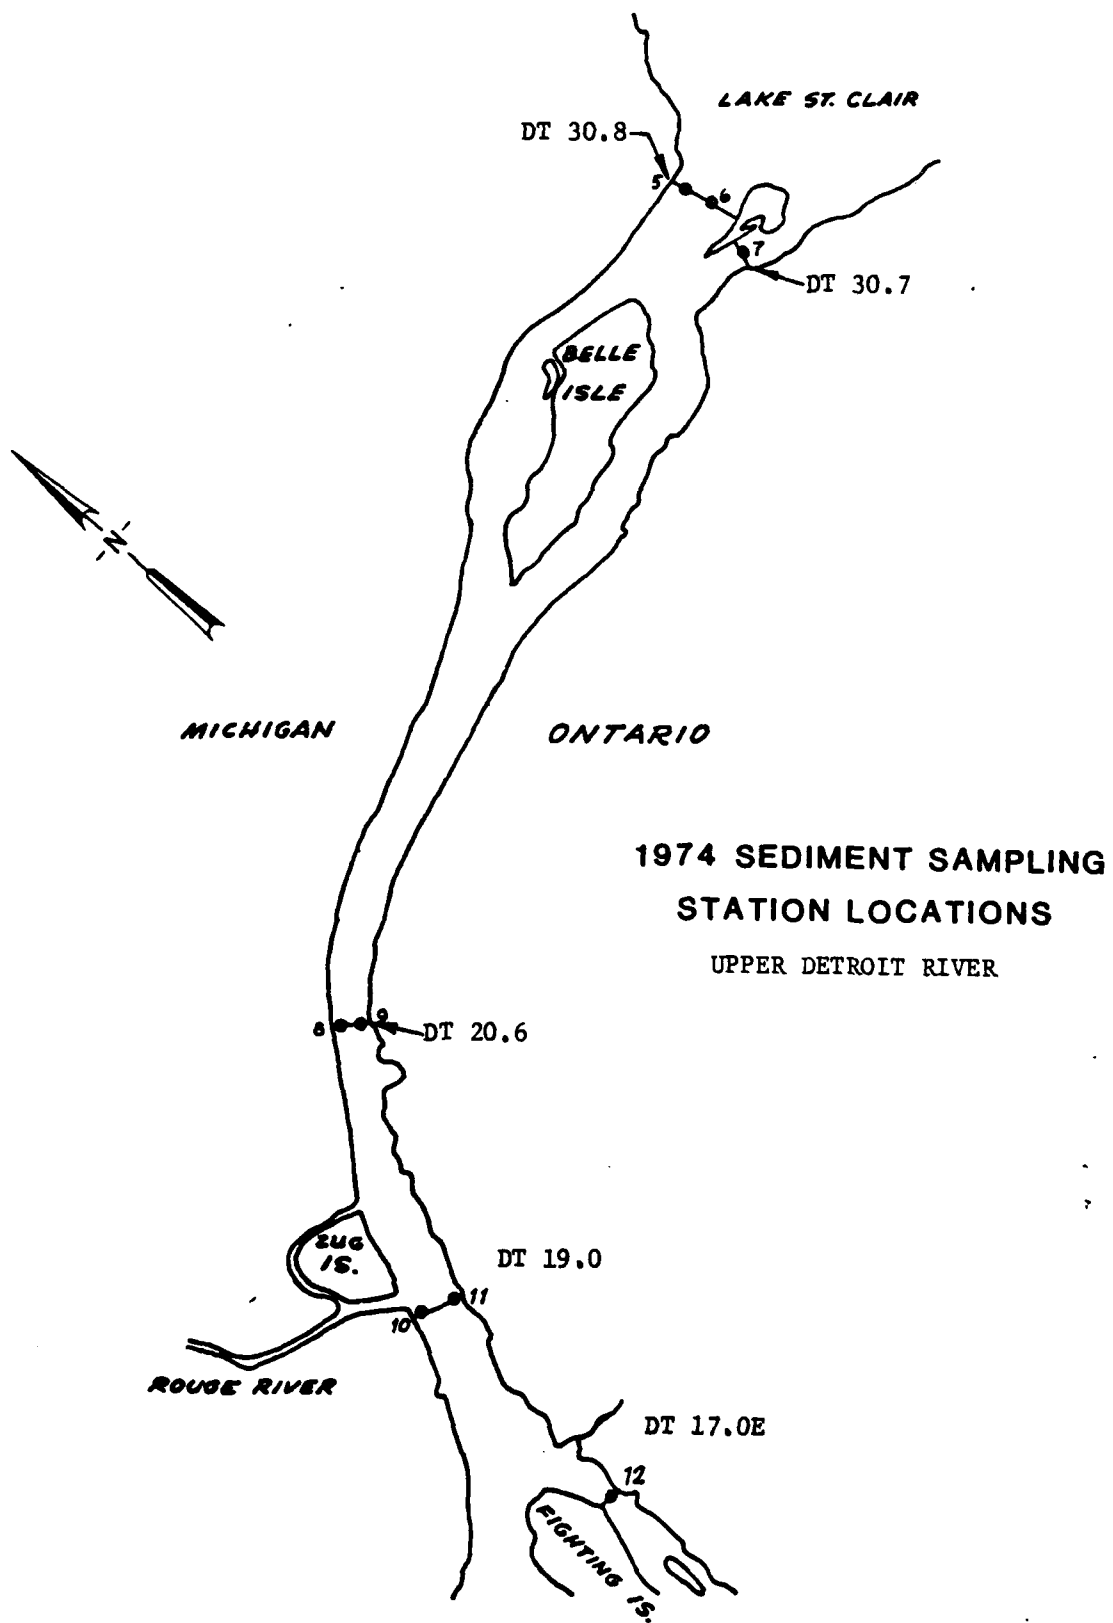 LAKE ST. CLAIR
DT 30.8
5
6
7
DT 30.7
BELLE
ISLE
N
MICHIGAN
ONTARIO
1974 SEDIMENT SAMPLING
STATION LOCATIONS
UPPER DETROIT RIVER
8
9
DT 20.6
ZUG
IS.
DT 19.0
11
10
ROUGE RIVER
DT 17.0E
12
FIGHTING IS.